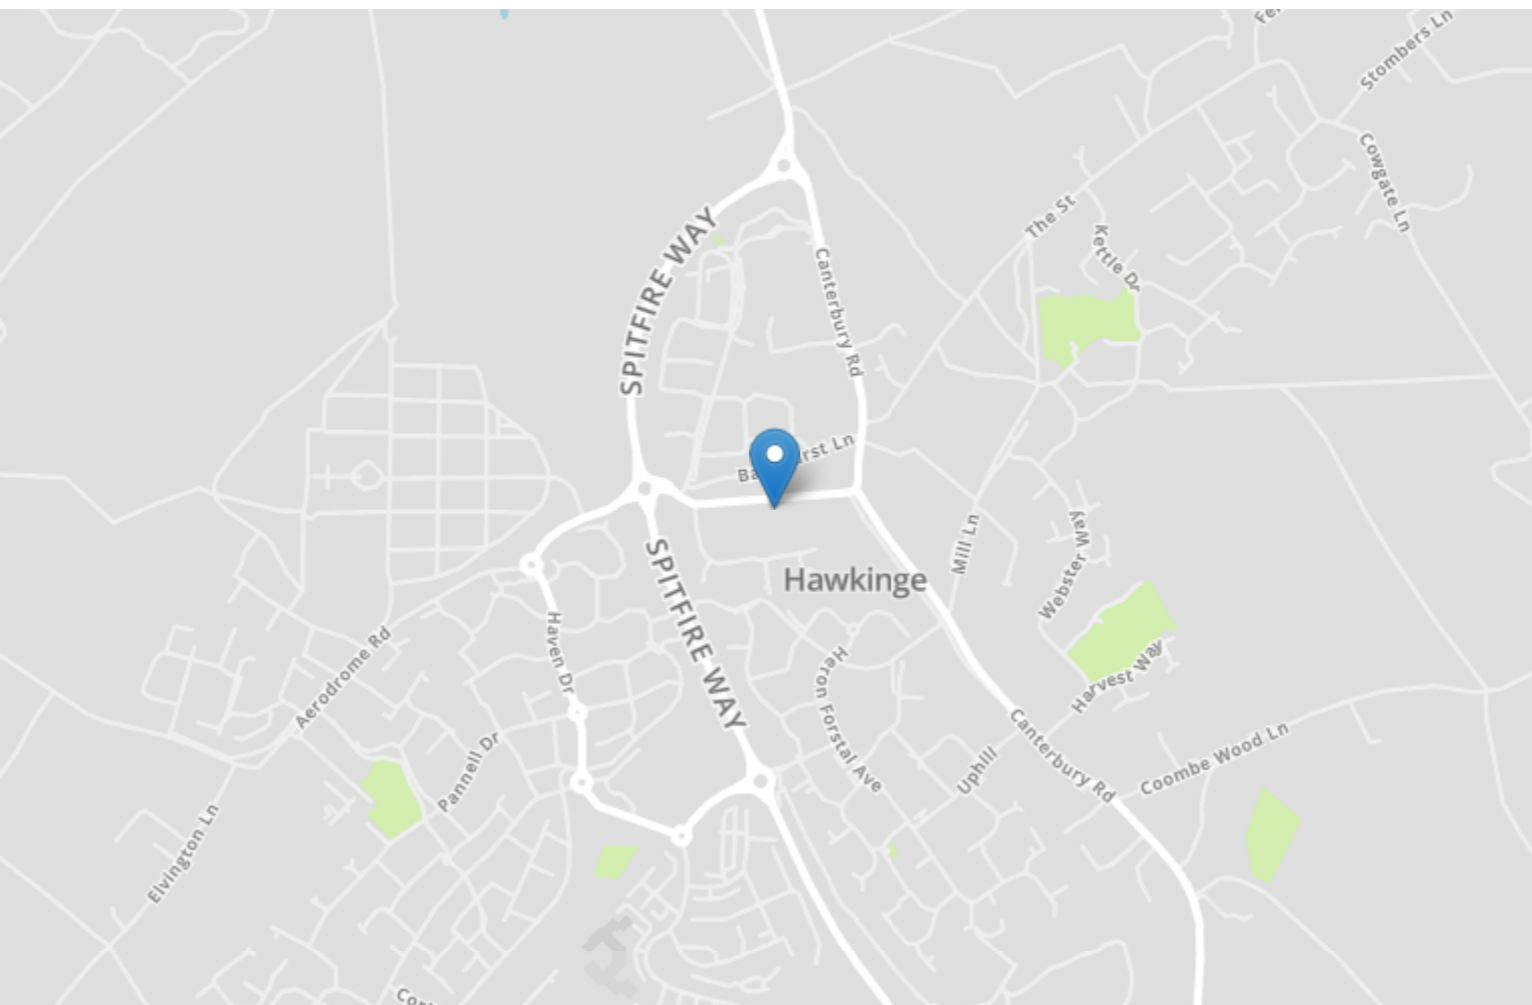 Stombers Ln
Cowgate Ln
The St
Kettle Dr
SPITFIRE WAY
Canterbury Rd
Mill Ln
Webster Way
Hawkinge
SPITFIRE WAY
Haven Dr
Aerodrome Rd
Heron Forstal Ave
Harvest Way
Canterbury Rd
Coombe Wood Ln
Uphill
Pannell Dr
Elvington Ln